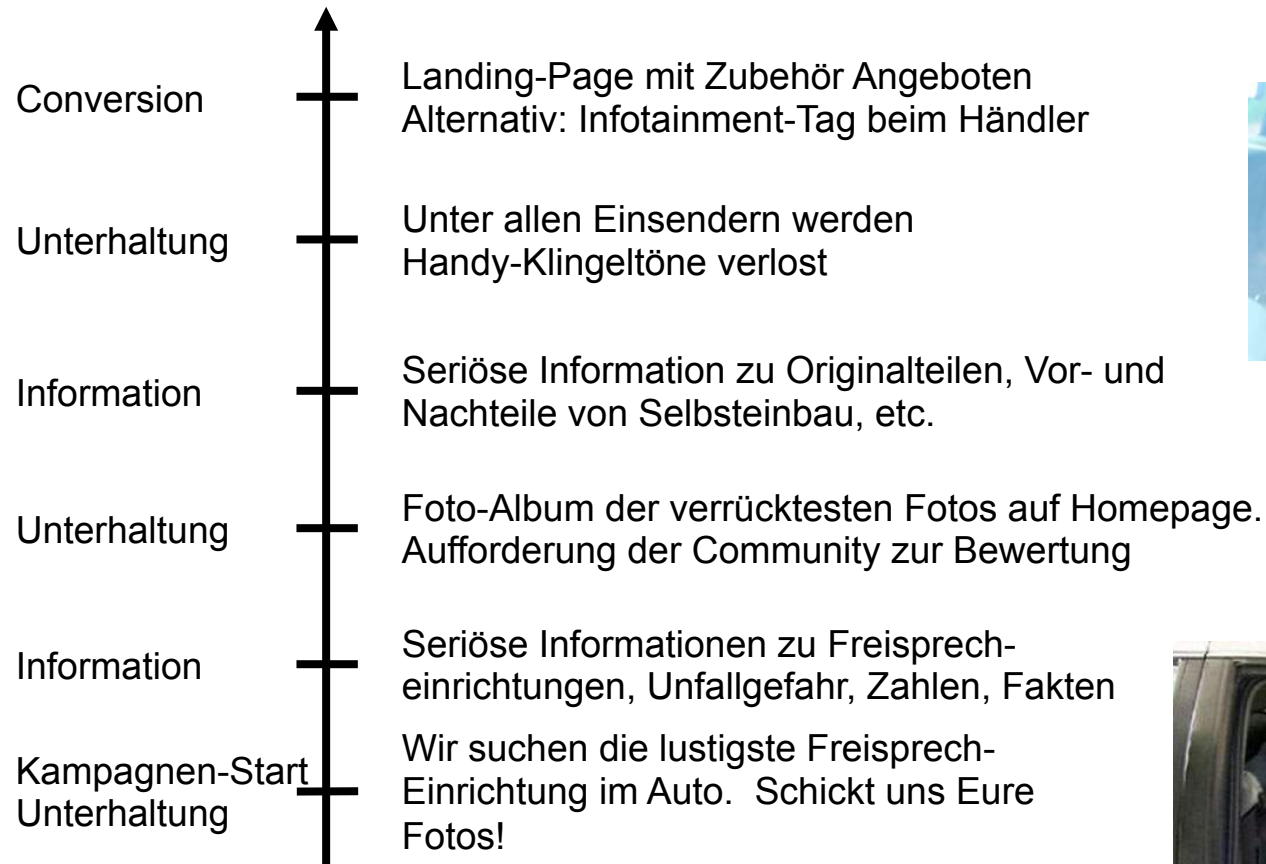 Conversion
Landing-Page mit Zubehör Angeboten
Alternativ: Infotainment-Tag beim Händler
Unterhaltung
Unter allen Einsendern werden
Handy-Klingeltöne verlost
Information
Seriöse Information zu Originalteilen, Vor- und
Nachteile von Selbsteinbau, etc.
Unterhaltung
Foto-Album der verrücktesten Fotos auf Homepage.
Aufforderung der Community zur Bewertung
Information
Seriöse Informationen zu Freisprech-
einrichtungen, Unfallgefahr, Zahlen, Fakten
Kampagnen-Start
Unterhaltung
Wir suchen die lustigste Freisprech-
Einrichtung im Auto.  Schickt uns Eure
Fotos!